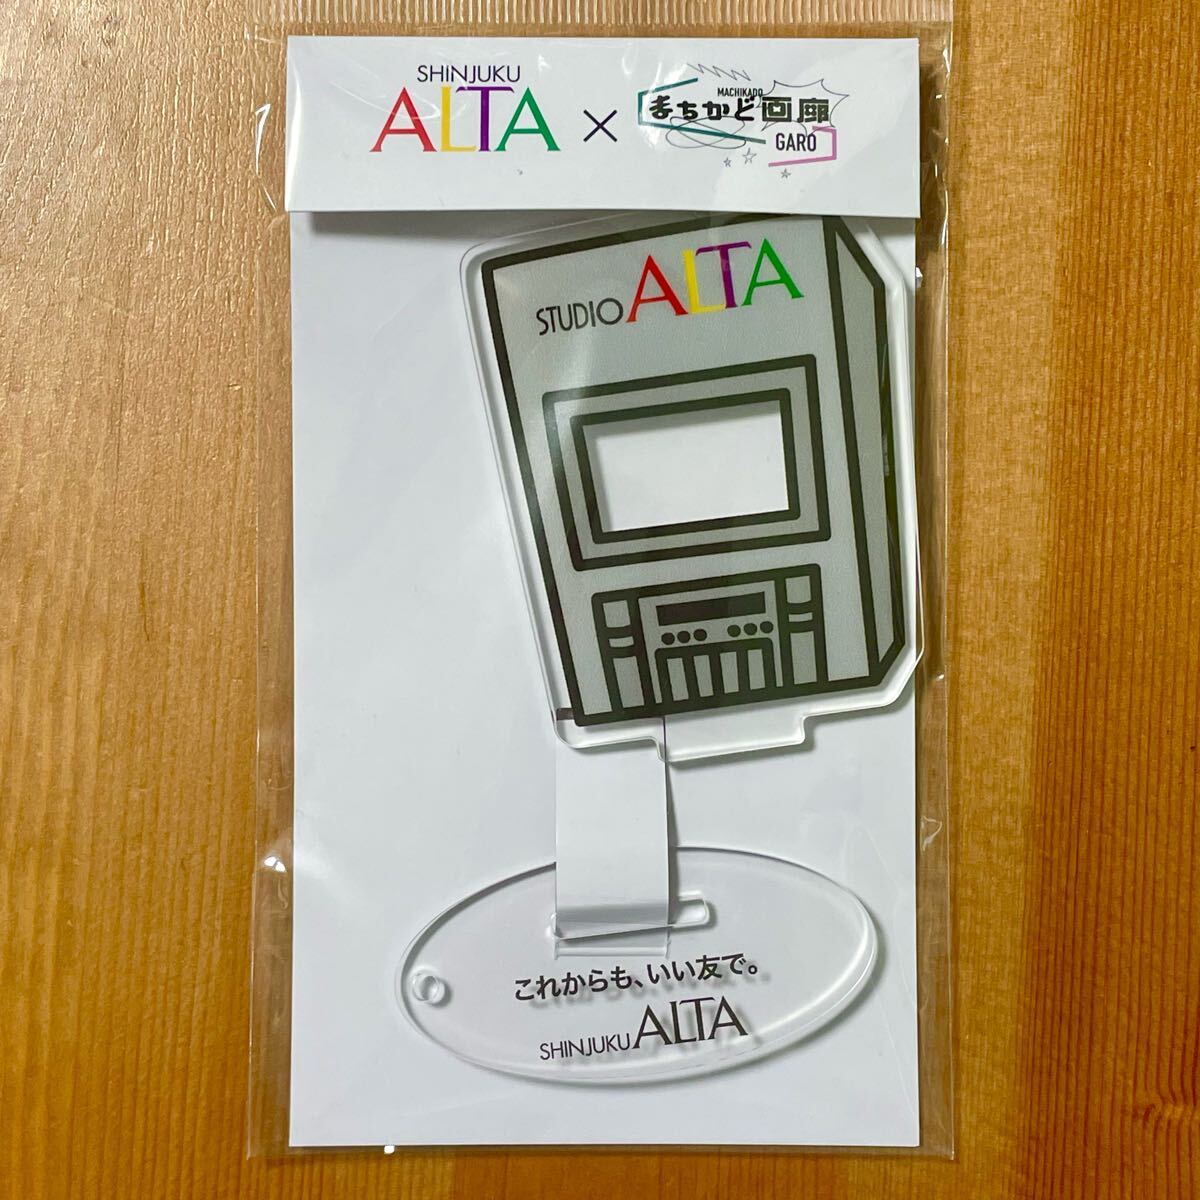 SHINJUKU
ALTA ×
MACHIKADO
まちかど画廊
GARO
STUDIO ALTA
これからも、いい友で。
SHINJUKU ALTA